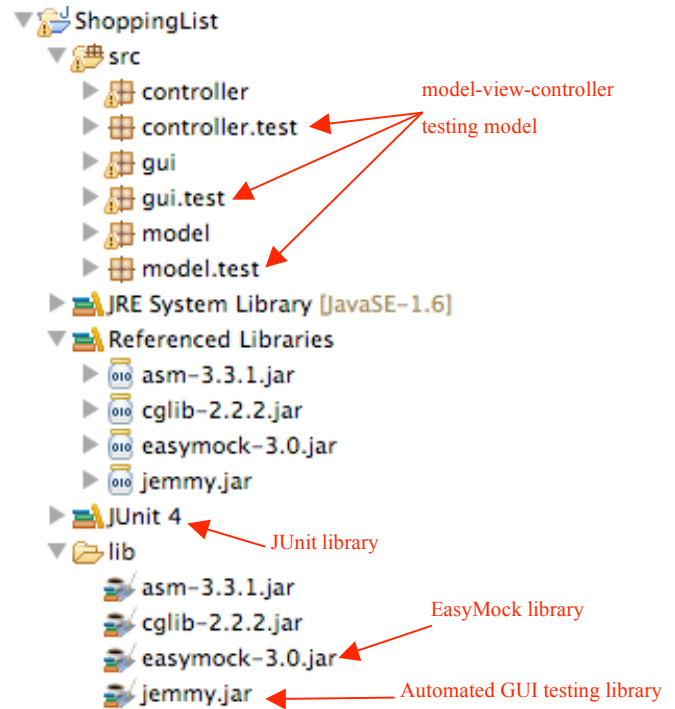 ShoppingList
src
controller
model-view-controller
controller.test
testing model
gui
gui.test
model
model.test
JRE System Library [JavaSE-1.6]
Referenced Libraries
asm-3.3.1.jar
cglib-2.2.2.jar
easymock-3.0.jar
jemmy.jar
JUnit 4
JUnit library
lib
asm-3.3.1.jar
cglib-2.2.2.jar
EasyMock library
easymock-3.0.jar
jemmy.jar
Automated GUI testing library